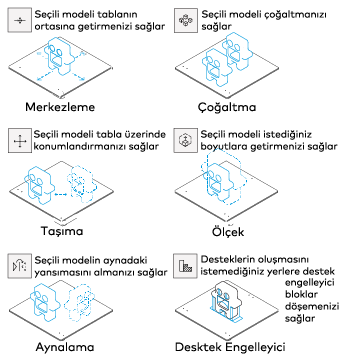 Seçili modeli tablanın
ortasına getirmenizi sağlar
Merkezleme
Seçili modeli çoğaltmanızı
sağlar
Çoğaltma
Seçili modeli tabla üzerinde
konumlandırmanızı sağlar
Taşıma
Seçili modeli istediğiniz
boyutlara getirmenizi sağlar
Ölçek
Seçili modelin aynadaki
yansımasını almanızı sağlar
Aynalama
Desteklerin oluşmasını
istemediğiniz yerlere destek
engelleyici
bloklar
döşemenizi
sağlar
Desktek Engelleyici